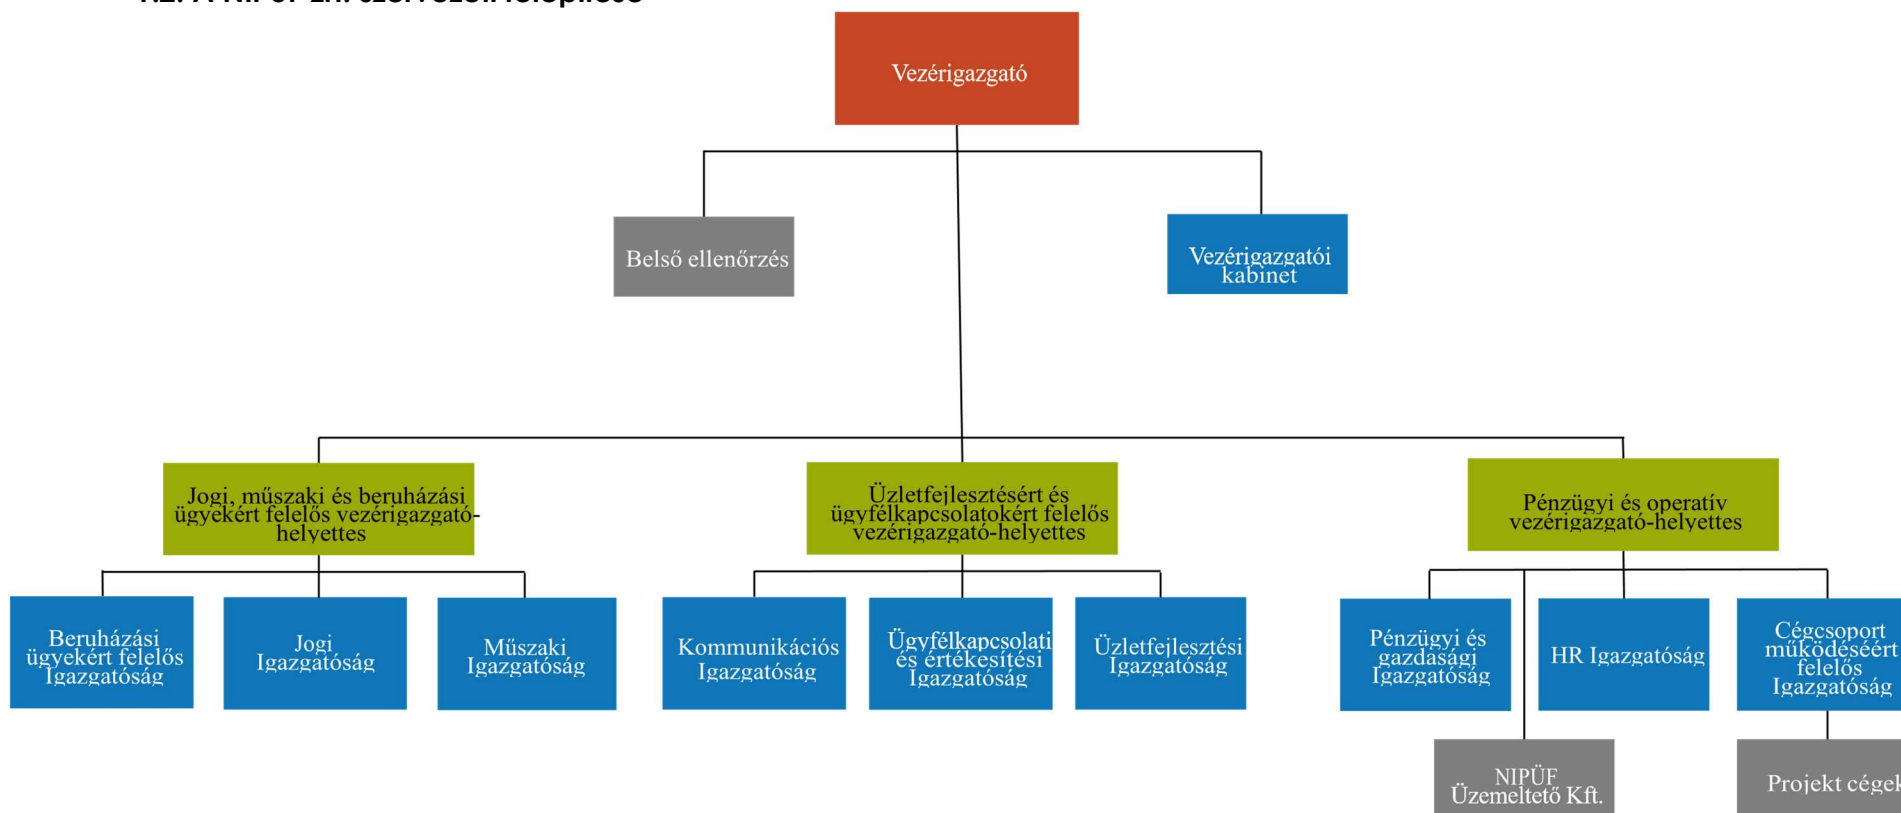 Vezérigazgató
Belső ellenőrzés
Vezérigazgatói
kabinet
Jogi, műszaki és beruházási
ügyekért felelős vezérigazgató-
helyettes
Üzletfejlesztésért és
ügyfélkapcsolatokért felelős
vezérigazgató-helyettes
Pénzügyi és operatív
vezérigazgató-helyettes
Beruházási
ügyekért felelős
Igazgatóság
Jogi
Igazgatóság
Műszaki
Igazgatóság
Kommunikációs
Igazgatóság
Ügyfélkapcsolati
és értékesítési
Igazgatóság
Üzletfejlesztési
Igazgatóság
Pénzügyi és
gazdasági
Igazgatóság
HR Igazgatóság
Cégcsoport
működéséért
felelős
Igazgatóság
NIPÜF
Üzemeltető Kft.
Projekt cégek